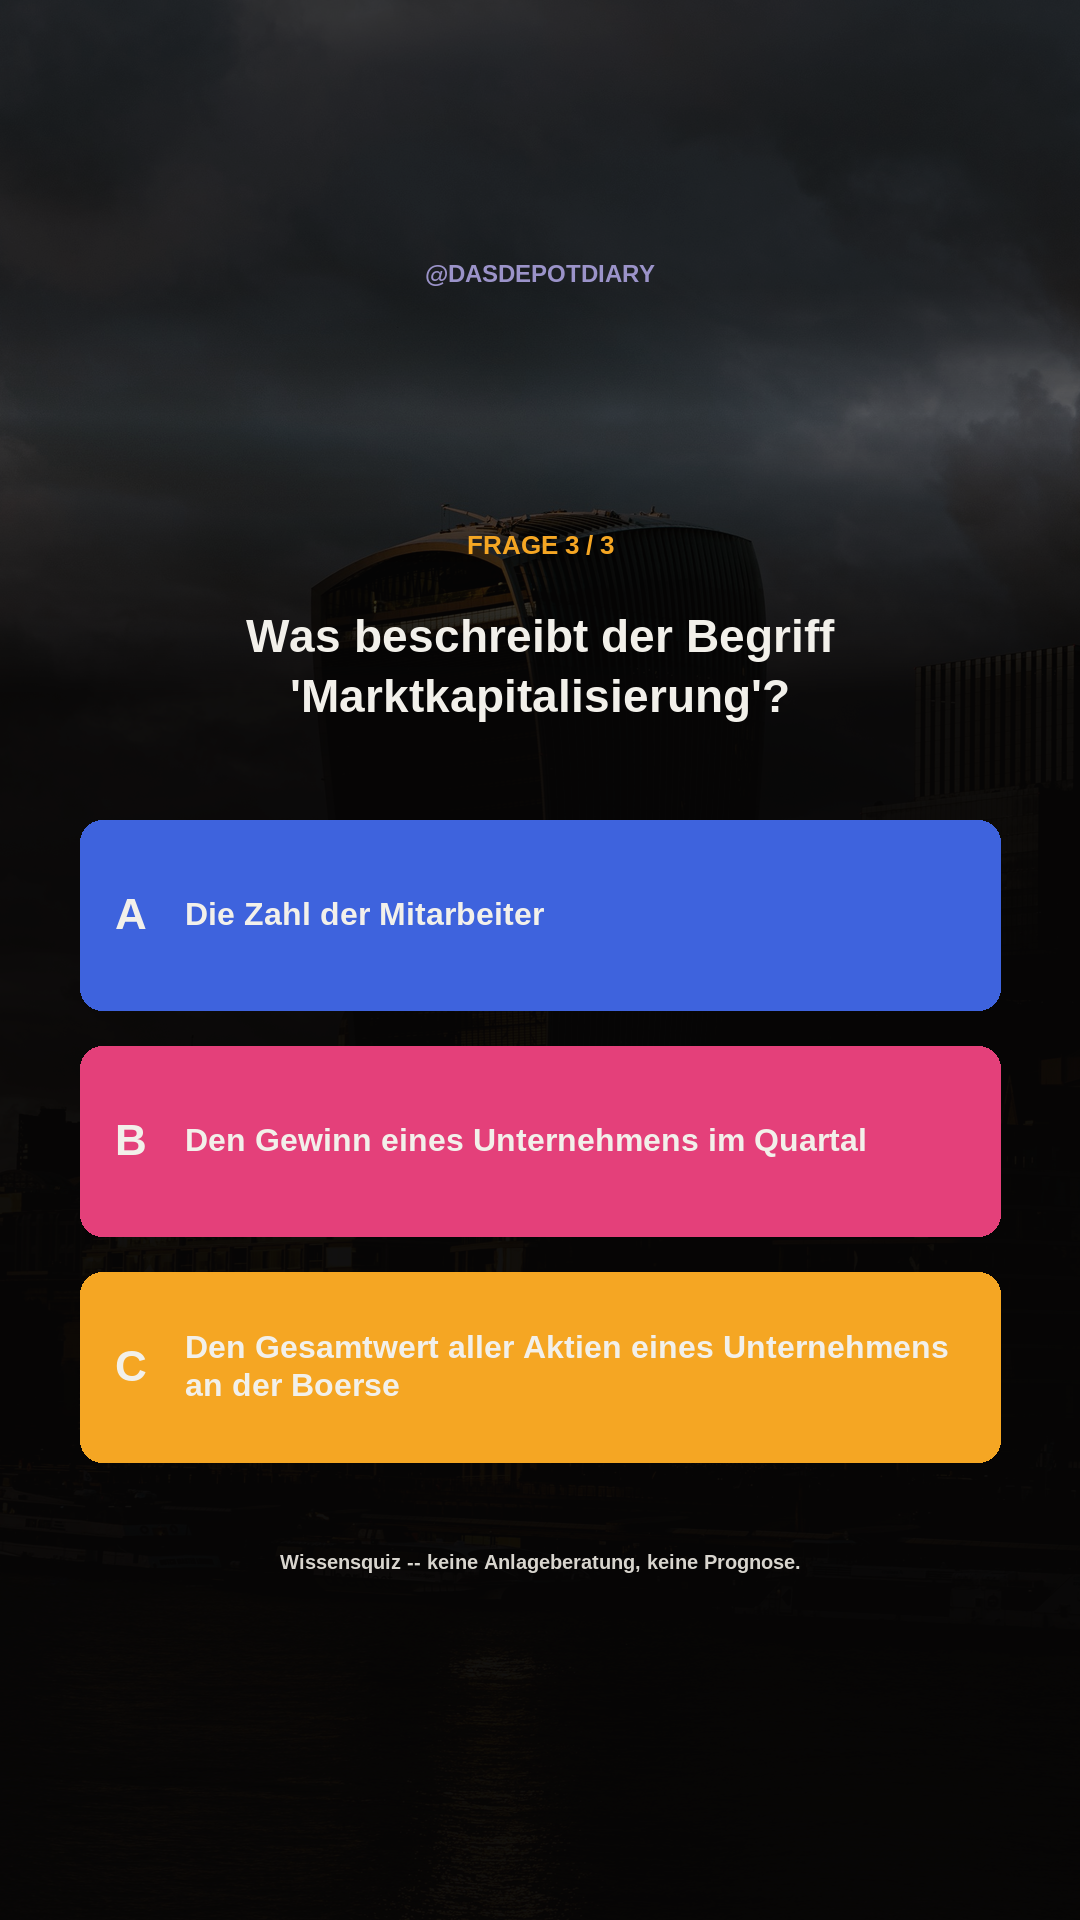 @DASDEPOTDIARY
FRAGE 3 / 3
Was beschreibt der Begriff
'Marktkapitalisierung'?
A Die Zahl der Mitarbeiter
B Den Gewinn eines Unternehmens im Quartal
C Den Gesamtwert aller Aktien eines Unternehmens
an der Boerse
Wissensquiz -- keine Anlageberatung, keine Prognose.